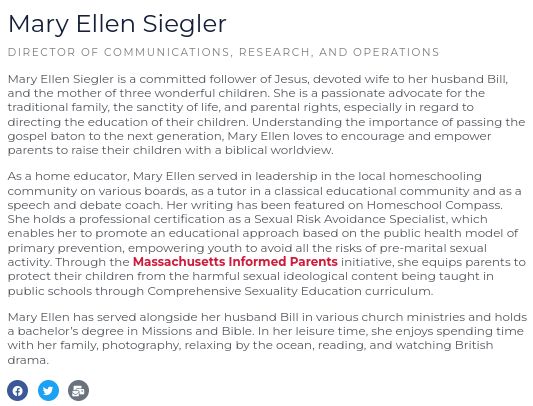 Mary Ellen Siegler
DIRECTOR OF COMMUNICATIONS, RESEARCH, AND OPERATIONS
Mary Ellen Siegler is a committed follower of Jesus, devoted wife to her husband Bill,
and the mother of three wonderful children. She is a passionate advocate for the
traditional family, the sanctity of life, and parental rights, especially in regard to
directing the education of their children. Understanding the importance of passing the
gospel baton to the next generation, Mary Ellen loves to encourage and empower
parents to raise their children with a biblical worldview.
As a home educator, Mary Ellen served in leadership in the local homeschooling
community on various boards, as a tutor in a classical educational community and as a
speech and debate coach. Her writing has been featured on Homeschool Compass.
She holds a professional certification as a Sexual Risk Avoidance Specialist, which
enables her to promote an educational approach based on the public health model of
primary prevention, empowering youth to avoid all the risks of pre-marital sexual
activity. Through the Massachusetts Informed Parents initiative, she equips parents to
protect their children from the harmful sexual ideological content being taught in
public schools through Comprehensive Sexuality Education curriculum.
Mary Ellen has served alongside her husband Bill in various church ministries and holds
a bachelor’s degree in Missions and Bible. In her leisure time, she enjoys spending time
with her family, photography, relaxing by the ocean, reading, and watching British
drama.